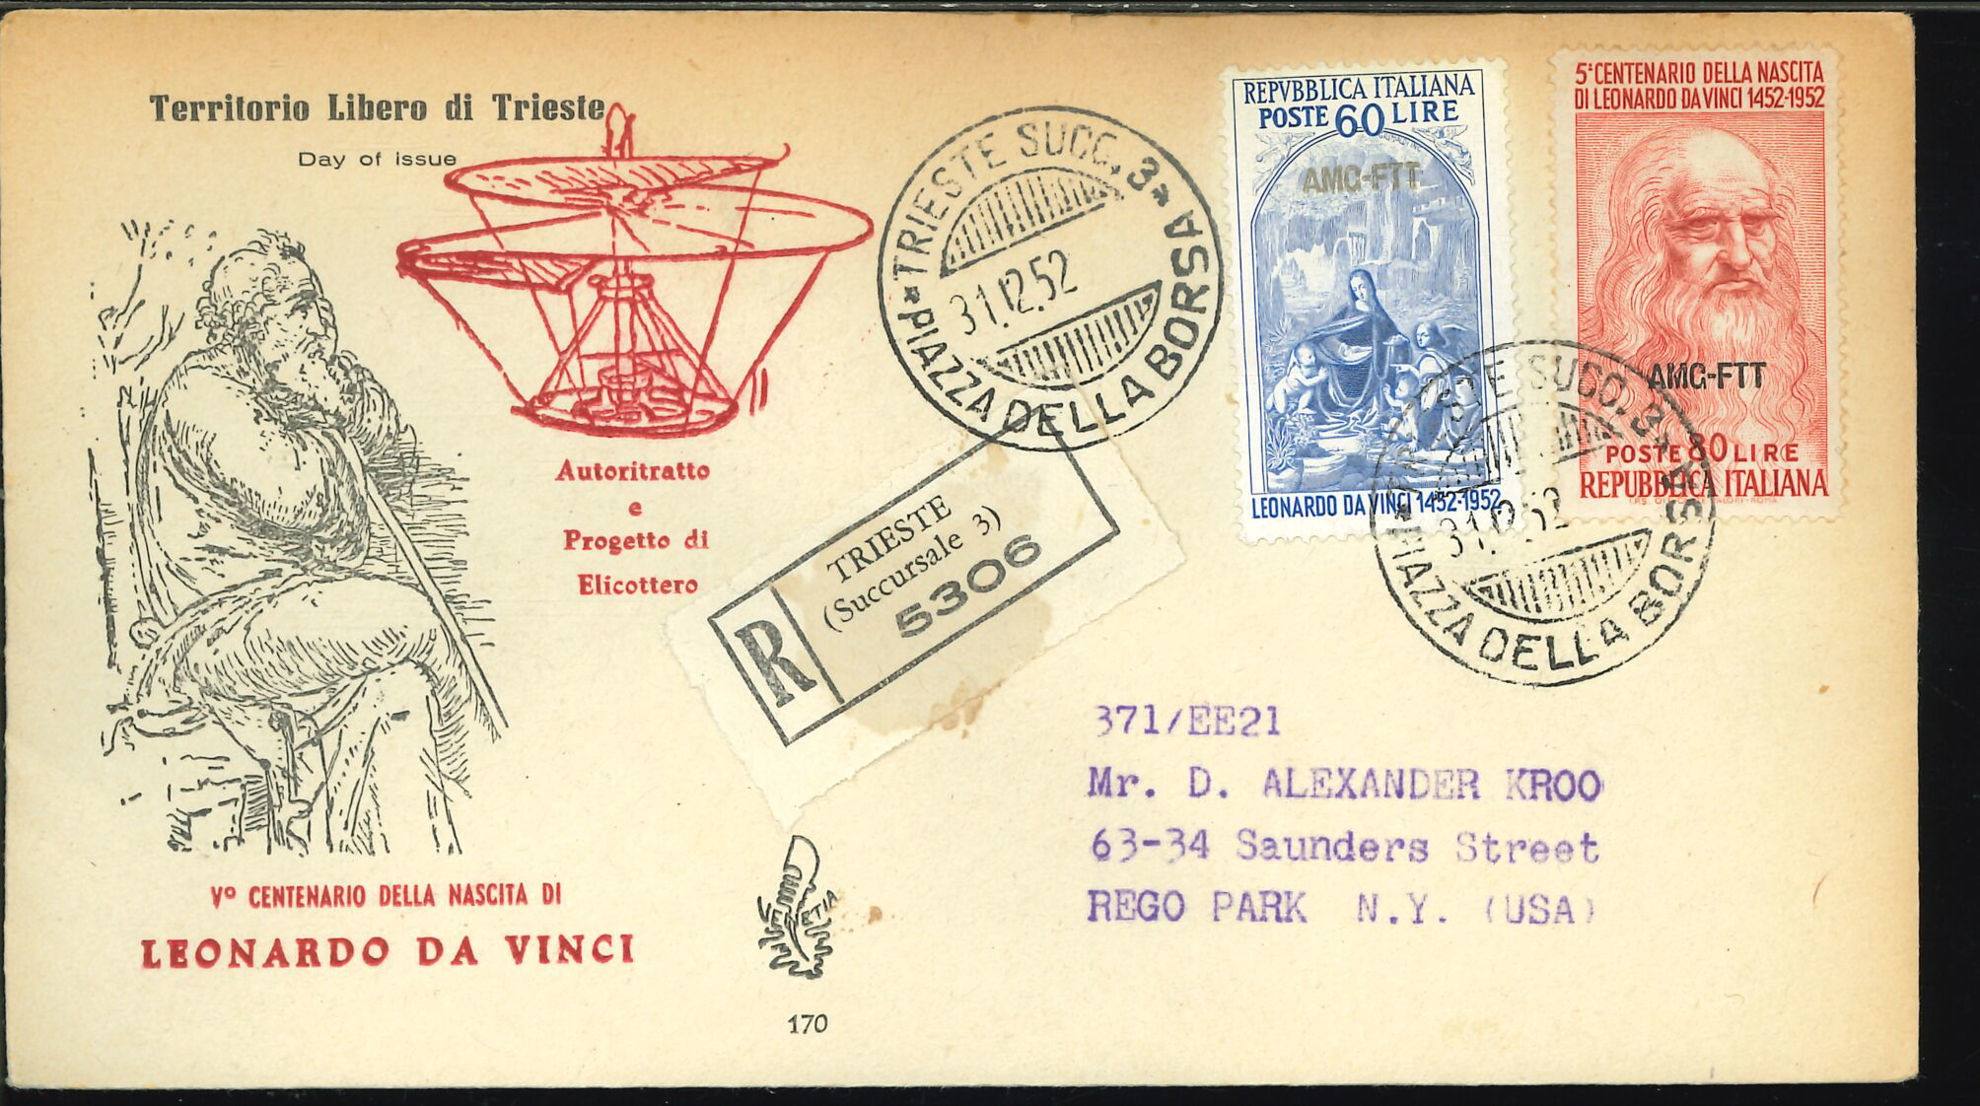 Territorio Libero di Trieste
Day of issue
Autoritratto
e
Progetto di
Elicottero
Vº CENTENARIO DELLA NASCITA DI
LEONARDO DA VINCI
170
*TRIESTE SUCC. 3*
31.12.52
PIAZZA DELLA BORSA
R
TRIESTE
(Succursale 3)
5306
REPVBBLICA ITALIANA
POSTE 60 LIRE
AMG-FTT
LEONARDO DA VINCI 1452-1952
5º CENTENARIO DELLA NASCITA
DI LEONARDO DA VINCI 1452-1952
AMG-FTT
POSTE 80 LIRE
REPUBBLICA ITALIANA
SUCC. 3*
31.12.52
PIAZZA DELLA BORSA
371/EE21
Mr. D. ALEXANDER KROO
63-34 Saunders Street
REGO PARK N.Y. (USA)